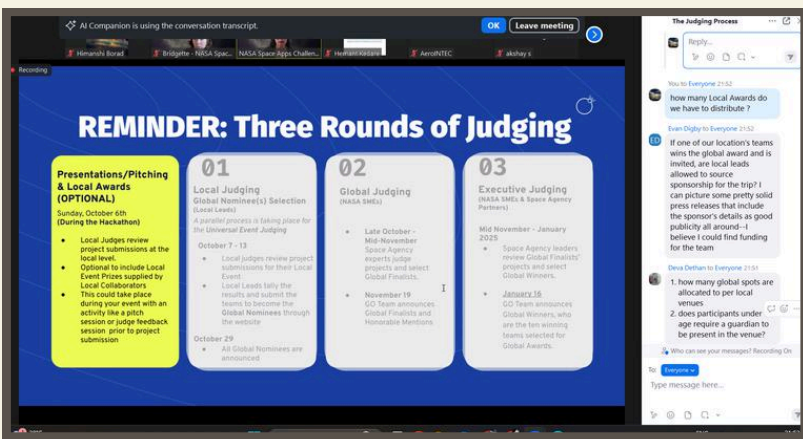 AI Companion is using the conversation transcript.
OK
Leave meeting
The Judging Process
Himanshi Borad
Bridgette - NASA Spac...
NASA Space Apps Challen...
Hemani Kedare
AeroINTEC
akshay s
Recording
REMINDER: Three Rounds of Judging
Presentations/Pitching
& Local Awards
(OPTIONAL)
Sunday, October 6th
(During the Hackathon)
Local Judges review
project submissions at the
local level.
Optional to include Local
Event Prizes supplied by
Local Collaborators
This could take place
during your event with an
activity like a pitch
session or judge feedback
session prior to project
submission
01
Local Judging
Global Nominee(s) Selection
(Local Leads)
A parallel process is taking place for
the Universal Event Judging
October 7 - 13
Local judges review project
submissions for their Local
Event.
Local Leads tally the
results and submit the
teams to become the
Global Nominees through
the website
October 29
All Global Nominees are
announced
02
Global Judging
(NASA SMEs)
Late October -
Mid-November
Space Agency
experts judge
projects and select
Global Finalists.
November 19
GO Team announces
Global Finalists and
Honorable Mentions
03
Executive Judging
(NASA SMEs & Space Agency
Partners)
Mid November - January
2025
Space Agency leaders
review Global Finalists'
projects and select
Global Winners.
January 16
GO Team announces
Global Winners, who
are the ten winning
teams selected for
Global Awards.
Reply...
You to Everyone 21:52
how many Local Awards do
we have to distribute ?
Evan Digby to Everyone 21:52
ED
If one of our location's teams
wins the global award and is
invited, are local leads
allowed to source
sponsorship for the trip? I
can picture some pretty solid
press releases that include
the sponsor's details as good
publicity all around--I
believe I could find funding
for the team
Deva Dethan to Everyone 21:51
1. how many global spots are
allocated to per local
venues
2. does participants under
age require a guardian to
be present in the venue?
Who can see your messages? Recording On
To: Everyone
Type message here...